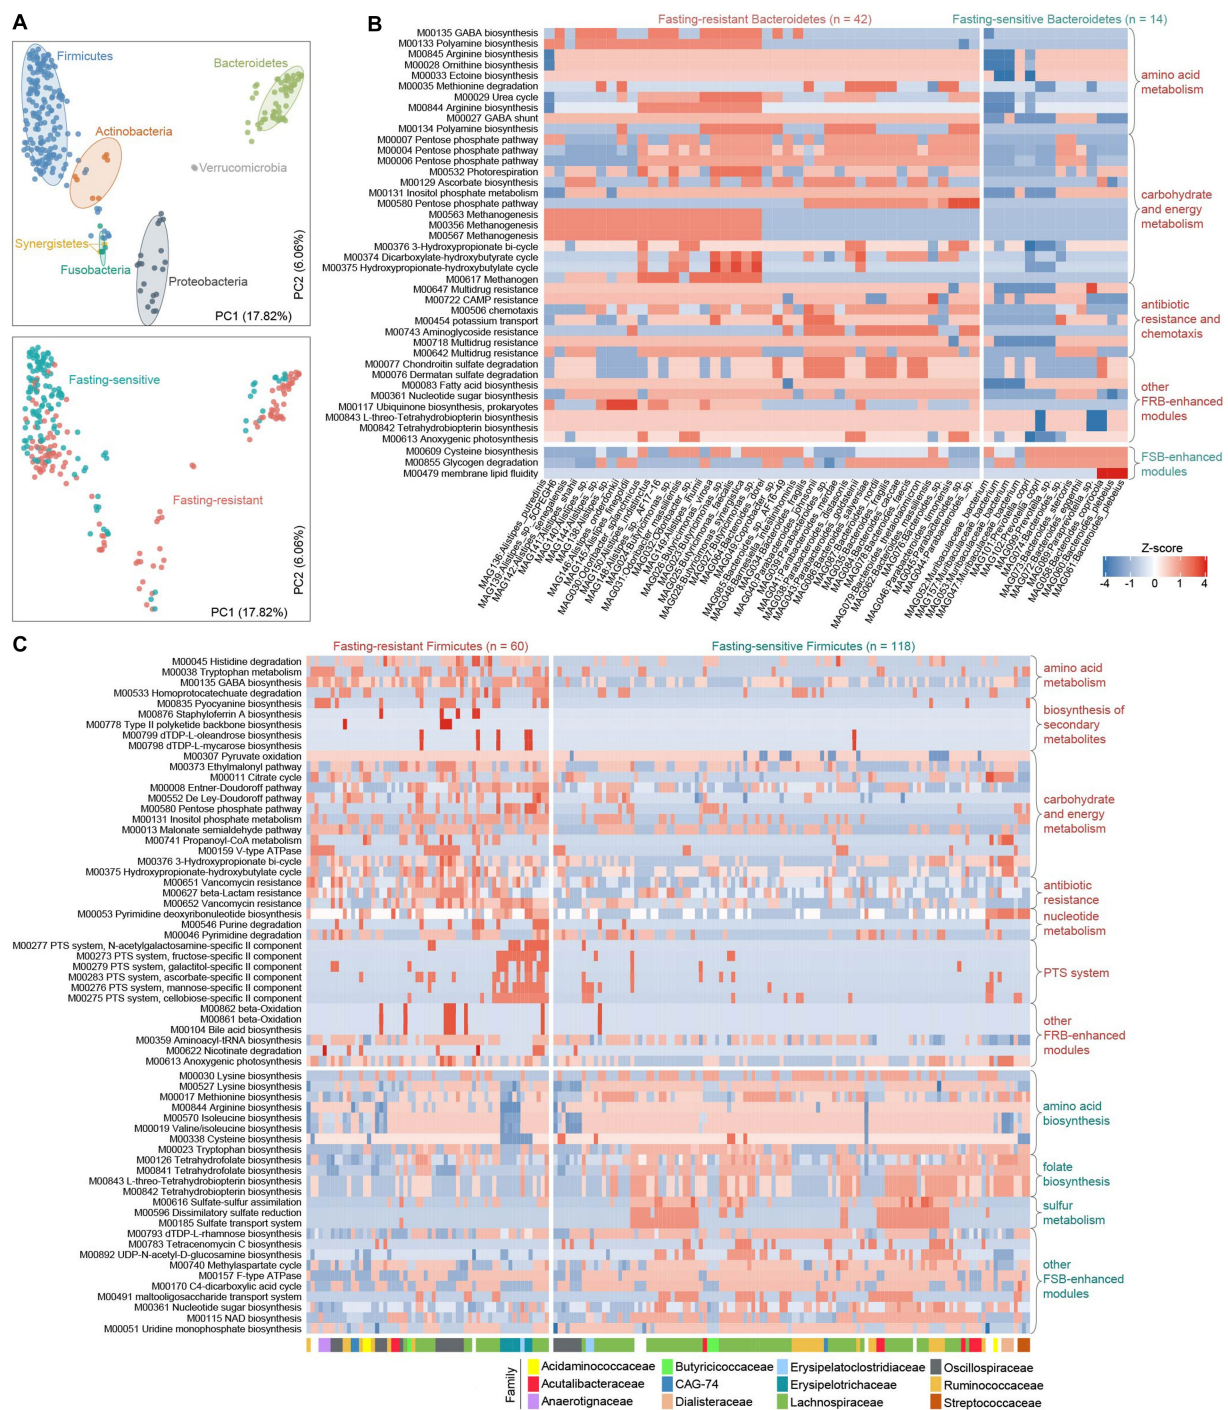 A
Firmicutes
Bacteroidetes
Actinobacteria
Verrucomicrobia
Synergistetes
Fusobacteria
Proteobacteria
PC2 (6.06%)
PC1 (17.82%)
Fasting-sensitive
Fasting-resistant
PC2 (6.06%)
PC1 (17.82%)
B
Fasting-resistant Bacteroidetes (n = 42)
Fasting-sensitive Bacteroidetes (n = 14)
M00135 GABA biosynthesis
M00133 Polyamine biosynthesis
M00845 Arginine biosynthesis
M00028 Ornithine biosynthesis
M00033 Ectoine biosynthesis
M00035 Methionine degradation
M00029 Urea cycle
M00844 Arginine biosynthesis
M00027 GABA shunt
M00134 Polyamine biosynthesis
M00007 Pentose phosphate pathway
M00004 Pentose phosphate pathway
M00006 Pentose phosphate pathway
M00532 Photorespiration
M00129 Ascorbate biosynthesis
M00131 Inositol phosphate metabolism
M00580 Pentose phosphate pathway
M00563 Methanogenesis
M00356 Methanogenesis
M00567 Methanogenesis
M00376 3-Hydroxypropionate bi-cycle
M00374 Dicarboxylate-hydroxybutyrate cycle
M00375 Hydroxypropionate-hydroxybutylate cycle
M00617 Methanogen
M00647 Multidrug resistance
M00722 CAMP resistance
M00506 chemotaxis
M00454 potassium transport
M00743 Aminoglycoside resistance
M00718 Multidrug resistance
M00642 Multidrug resistance
M00077 Chondroitin sulfate degradation
M00076 Dermatan sulfate degradation
M00083 Fatty acid biosynthesis
M00361 Nucleotide sugar biosynthesis
M00117 Ubiquinone biosynthesis, prokaryotes
M00843 L-threo-Tetrahydrobiopterin biosynthesis
M00842 Tetrahydrobiopterin biosynthesis
M00613 Anoxygenic photosynthesis
M00609 Cysteine biosynthesis
M00855 Glycogen degradation
M00479 membrane lipid fluidity
amino acid
metabolism
carbohydrate
and energy
metabolism
antibiotic
resistance and
chemotaxis
other
FRB-enhanced
modules
FSB-enhanced
modules
Z-score
-4 -1 1 4
C
Fasting-resistant Firmicutes (n = 60)
Fasting-sensitive Firmicutes (n = 118)
M00045 Histidine degradation
M00038 Tryptophan metabolism
M00135 GABA biosynthesis
M00533 Homoprotocatechuate degradation
M00835 Pyocyanine biosynthesis
M00876 Staphyloferrin A biosynthesis
M00778 Type II polyketide backbone biosynthesis
M00799 dTDP-L-oleandrose biosynthesis
M00798 dTDP-L-mycarose biosynthesis
M00307 Pyruvate oxidation
M00373 Ethylmalonyl pathway
M00011 Citrate cycle
M00008 Entner-Doudoroff pathway
M00552 De Ley-Doudoroff pathway
M00580 Pentose phosphate pathway
M00131 Inositol phosphate metabolism
M00013 Malonate semialdehyde pathway
M00741 Propanoyl-CoA metabolism
M00159 V-type ATPase
M00376 3-Hydroxypropionate bi-cycle
M00375 Hydroxypropionate-hydroxybutylate cycle
M00651 Vancomycin resistance
M00627 beta-Lactam resistance
M00652 Vancomycin resistance
M00053 Pyrimidine deoxyribonuleotide biosynthesis
M00546 Purine degradation
M00046 Pyrimidine degradation
M00277 PTS system, N-acetylgalactosamine-specific II component
M00273 PTS system, fructose-specific II component
M00279 PTS system, galactitol-specific II component
M00283 PTS system, ascorbate-specific II component
M00276 PTS system, mannose-specific II component
M00275 PTS system, cellobiose-specific II component
M00862 beta-Oxidation
M00861 beta-Oxidation
M00104 Bile acid biosynthesis
M00359 Aminoacyl-tRNA biosynthesis
M00622 Nicotinate degradation
M00613 Anoxygenic photosynthesis
M00030 Lysine biosynthesis
M00527 Lysine biosynthesis
M00017 Methionine biosynthesis
M00844 Arginine biosynthesis
M00570 Isoleucine biosynthesis
M00019 Valine/isoleucine biosynthesis
M00338 Cysteine biosynthesis
M00023 Tryptophan biosynthesis
M00126 Tetrahydrofolate biosynthesis
M00841 Tetrahydrofolate biosynthesis
M00843 L-threo-Tetrahydrobiopterin biosynthesis
M00842 Tetrahydrobiopterin biosynthesis
M00616 Sulfate-sulfur assimilation
M00596 Dissimilatory sulfate reduction
M00185 Sulfate transport system
M00793 dTDP-L-rhamnose biosynthesis
M00783 Tetracenomycin C biosynthesis
M00892 UDP-N-acetyl-D-glucosamine biosynthesis
M00740 Methylaspartate cycle
M00157 F-type ATPase
M00170 C4-dicarboxylic acid cycle
M00491 maltooligosaccharide transport system
M00361 Nucleotide sugar biosynthesis
M00115 NAD biosynthesis
M00051 Uridine monophosphate biosynthesis
amino acid
metabolism
biosynthesis of
secondary
metabolites
carbohydrate
and energy
metabolism
antibiotic
resistance
nucleotide
metabolism
PTS system
other
FRB-enhanced
modules
amino acid
biosynthesis
folate
biosynthesis
sulfur
metabolism
other
FSB-enhanced
modules
Family
Acidaminococcaceae
Acutalibacteraceae
Anaerotignaceae
Butyricicoccaceae
CAG-74
Dialisteraceae
Erysipelatoclostridiaceae
Erysipelotrichaceae
Lachnospiraceae
Oscillospiraceae
Ruminococcaceae
Streptococcaceae